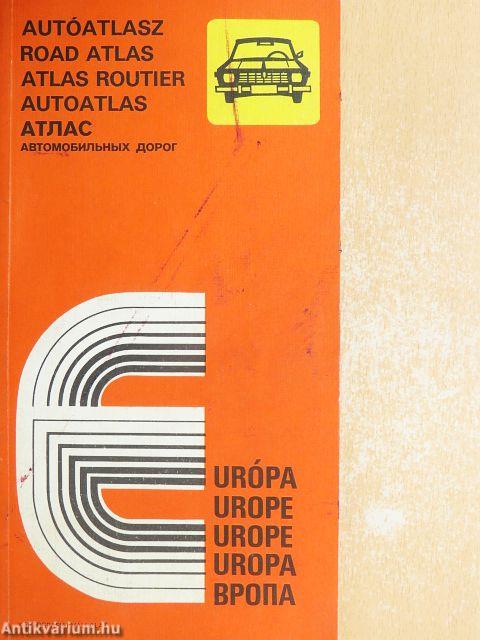 AUTÓATLASZ
ROAD ATLAS
ATLAS ROUTIER
AUTOATLAS
АТЛАС
АВТОМОБИЛЬНЫХ ДОРОГ
E
URÓPA
UROPE
UROPE
UROPA
ВРОПА
Antikvárium.hu